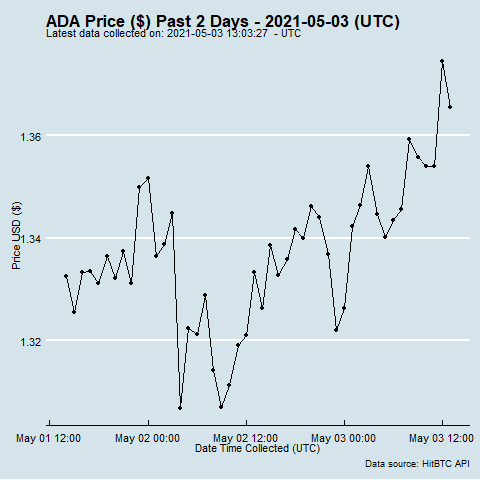 ADA Price ($) Past 2 Days - 2021-05-03 (UTC)
Latest data collected on: 2021-05-03 13:03:27 - UTC
1.36
1.34
1.32
Price USD ($)
May 01 12:00 May 02 00:00 May 02 12:00 May 03 00:00 May 03 12:00
Date Time Collected (UTC)
Data source: HitBTC API